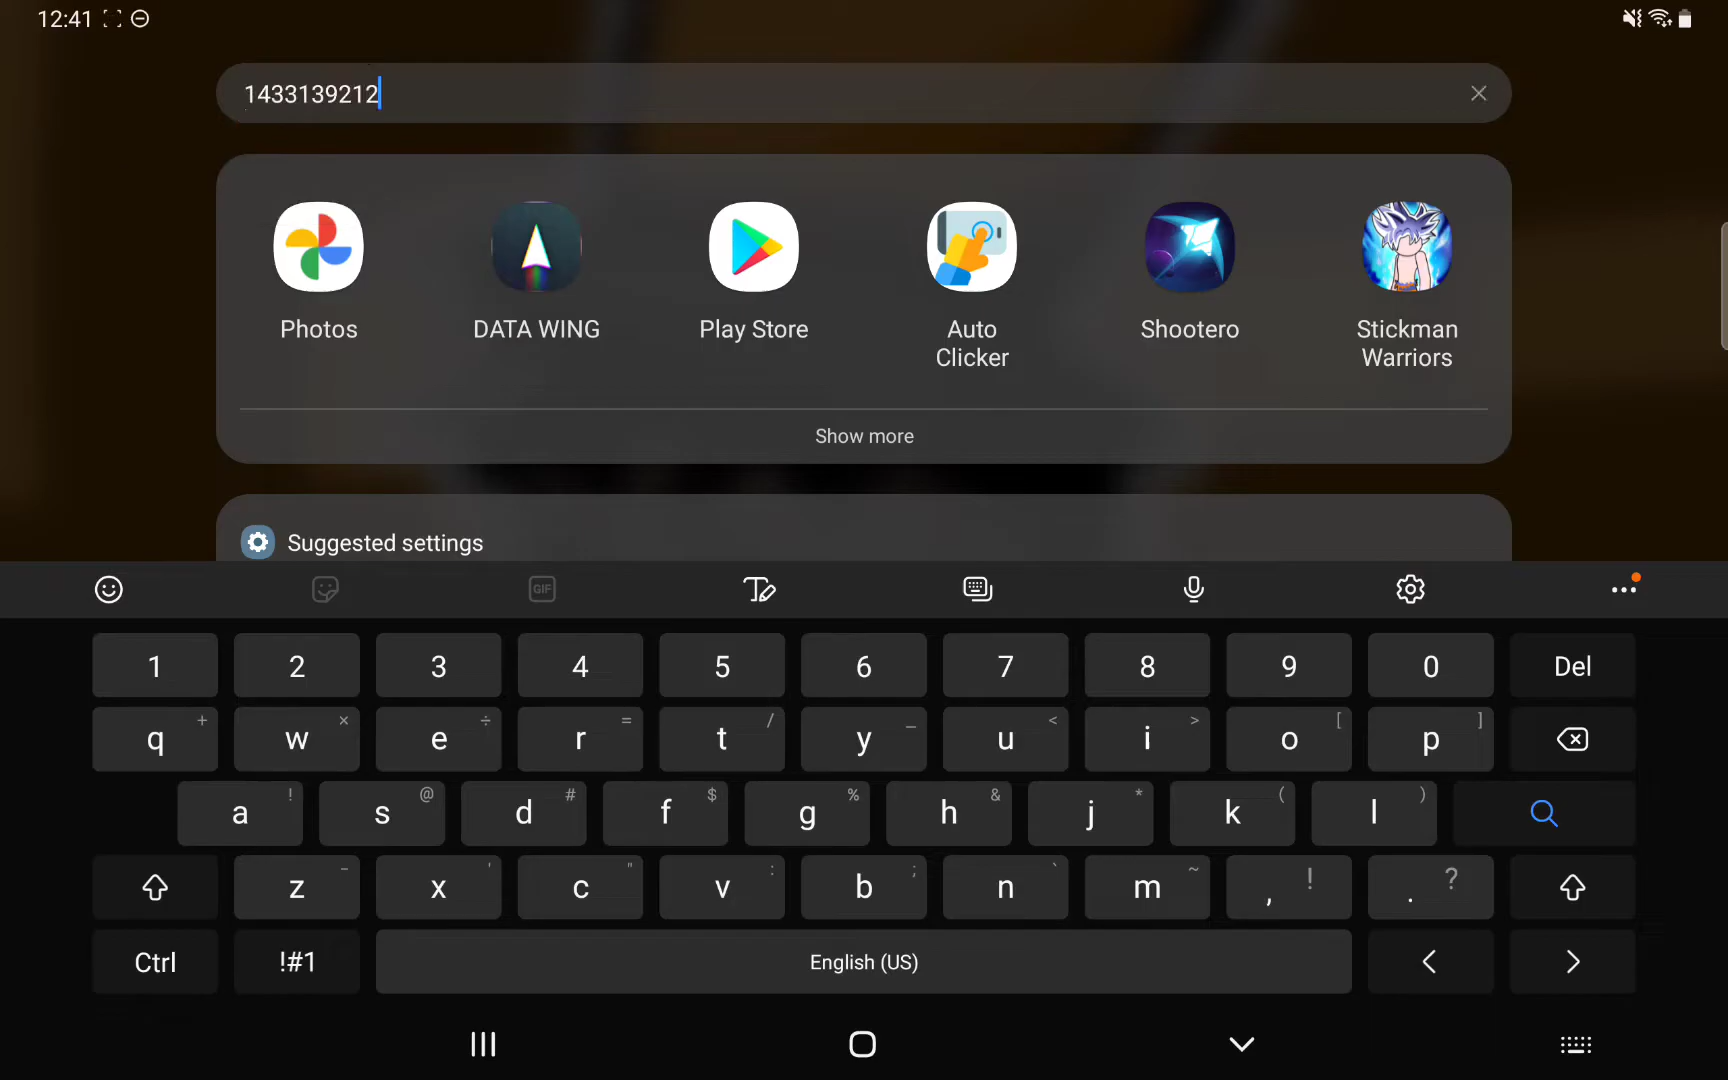 12:41
1433139212
Photos
DATA WING
Play Store
Auto Clicker
Shootero
Stickman Warriors
Show more
Suggested settings
GIF
1 2 3 4 5 6 7 8 9 0 Del
q + w × e ÷ r = t / y _ u < i > o [ p ]
a ! s @ d # f $ g % h & j * k ( l )
z - x ' c " v : b ; n ` m ~ , ! . ?
Ctrl !#1 English (US) < >